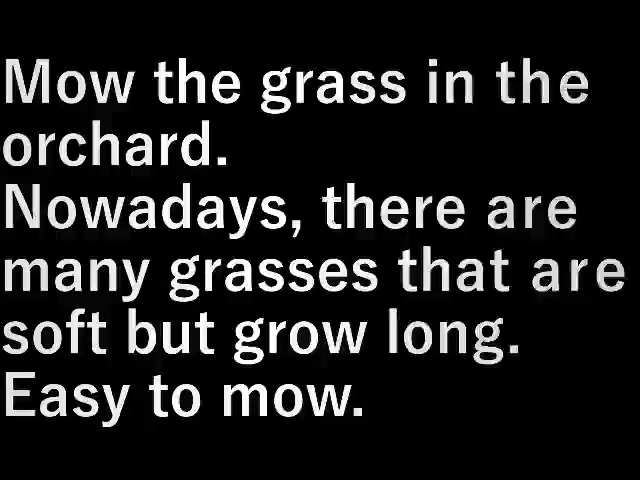 Mow the grass in the
orchard.
Nowadays, there are
many grasses that are
soft but grow long.
Easy to mow.